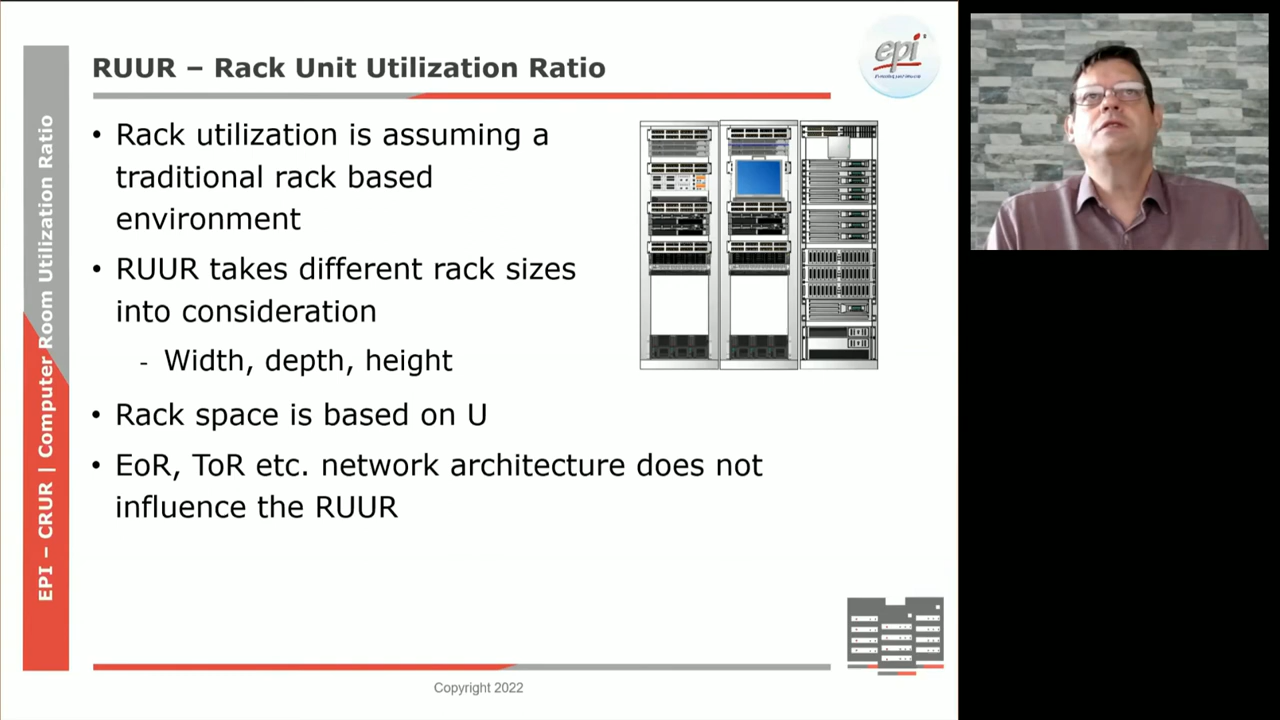 RUUR – Rack Unit Utilization Ratio
epi
EPI – CRUR | Computer Room Utilization Ratio
• Rack utilization is assuming a
traditional rack based
environment
• RUUR takes different rack sizes
into consideration
- Width, depth, height
• Rack space is based on U
• EoR, ToR etc. network architecture does not
influence the RUUR
Copyright 2022